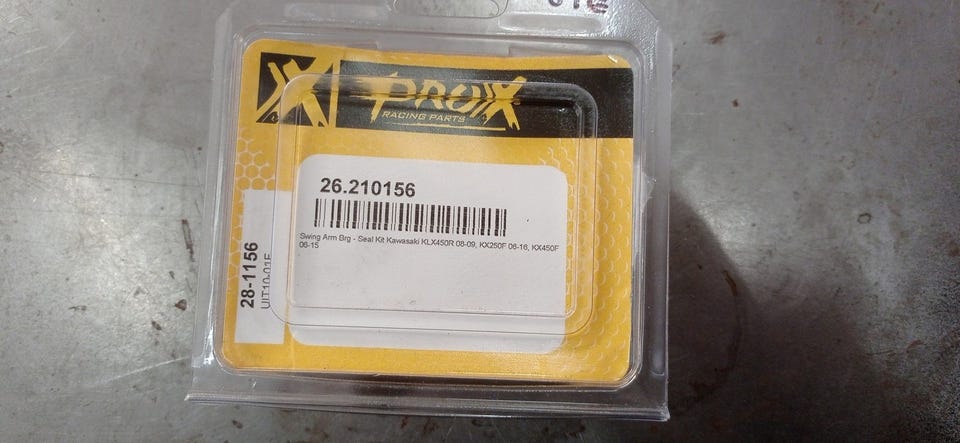 PROX
RACING PARTS
26.210156
Swing Arm Brg - Seal Kit Kawasaki KLX450R 08-09, KX250F 06-16, KX450F
06-15
28-1156